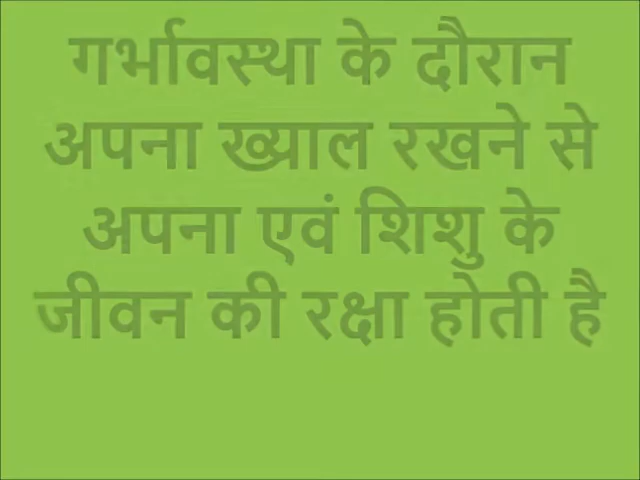 गर्भावस्था के दौरान
अपना ख्याल रखने से
अपना एवं शिशु के
जीवन की रक्षा होती है